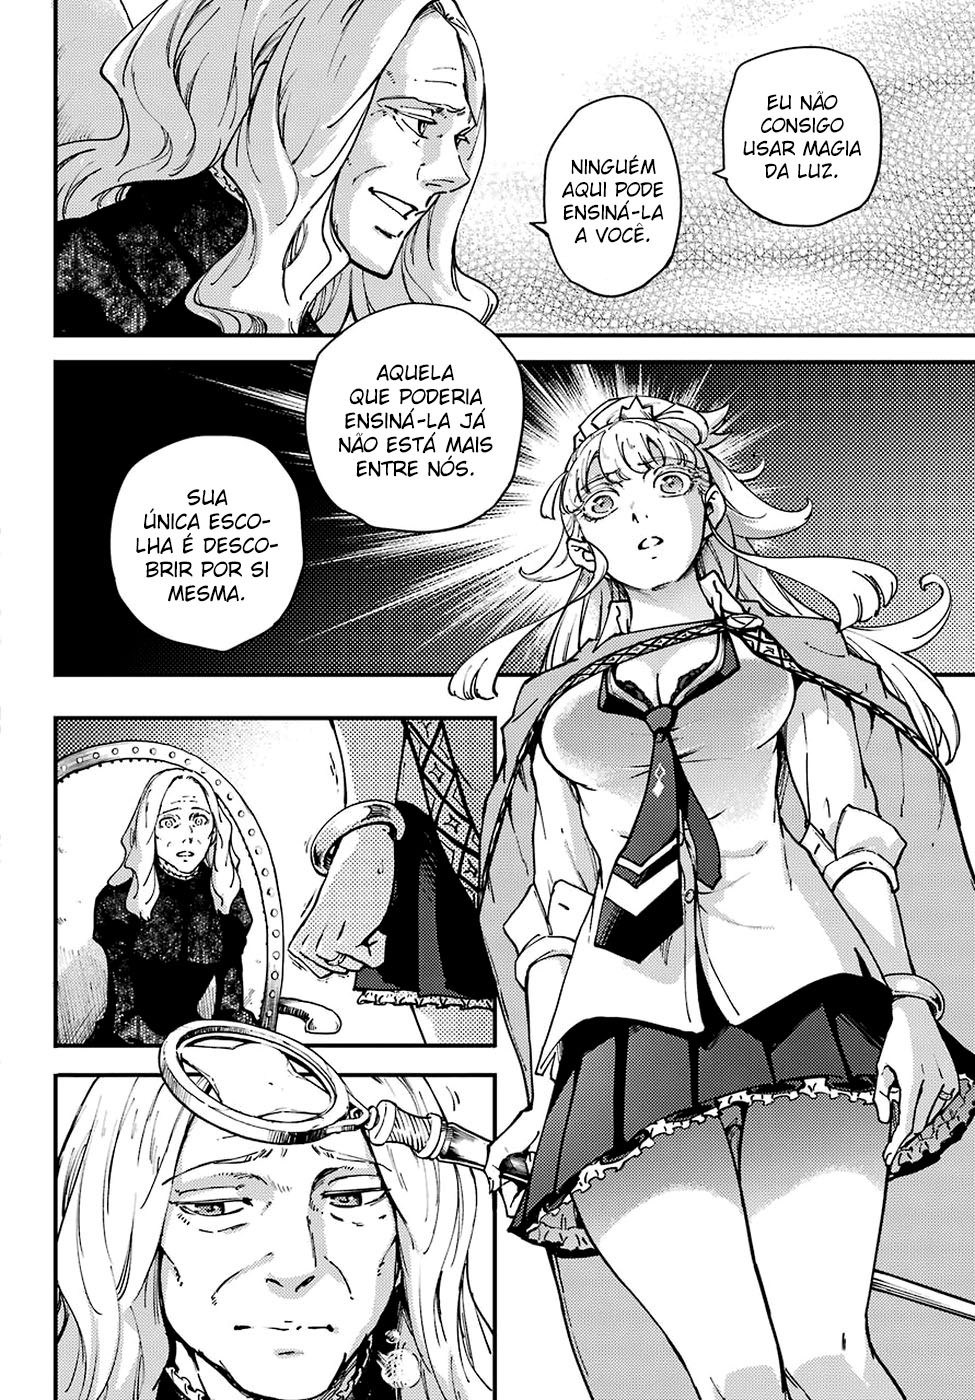 EU NÃO
CONSIGO
USAR MAGIA
DA LUZ.
NINGUÉM
AQUI PODE
ENSINÁ-LA
A VOCÊ.
AQUELA
QUE PODERIA
ENSINÁ-LA JÁ
NÃO ESTÁ MAIS
ENTRE NÓS.
SUA
ÚNICA ESCO-
LHA É DESCO-
BRIR POR SI
MESMA.